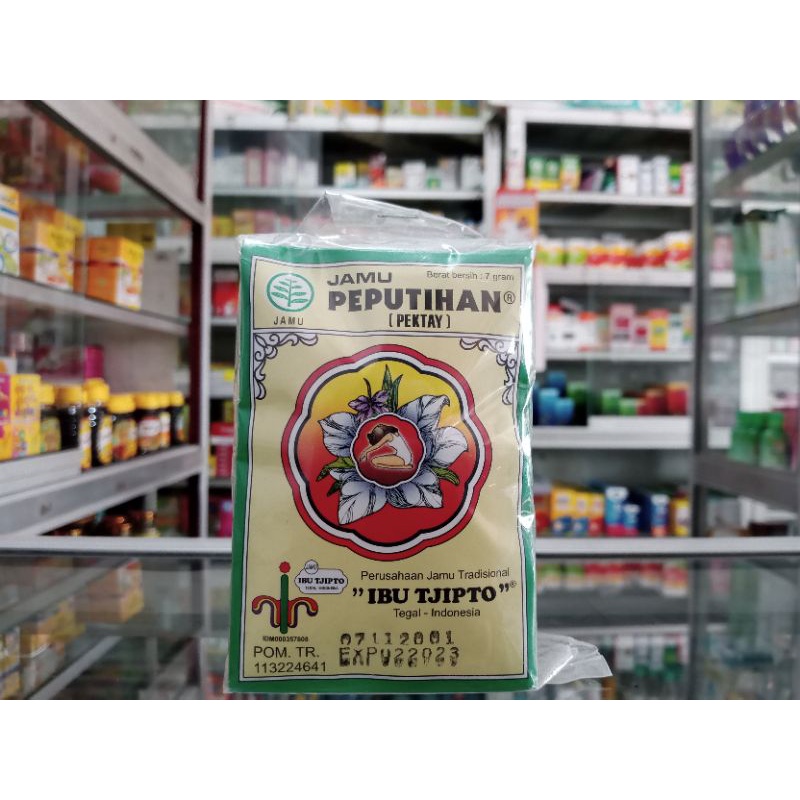 JAMU
Berat bersih : 7 gram
PEPUTIHAN®
JAMU
(PEKTAY)
IBU TJIPTO
Perusahaan Jamu Tradisional
"IBU TJIPTO"®
Tegal - Indonesia
POM. TR.
113224641
07112001